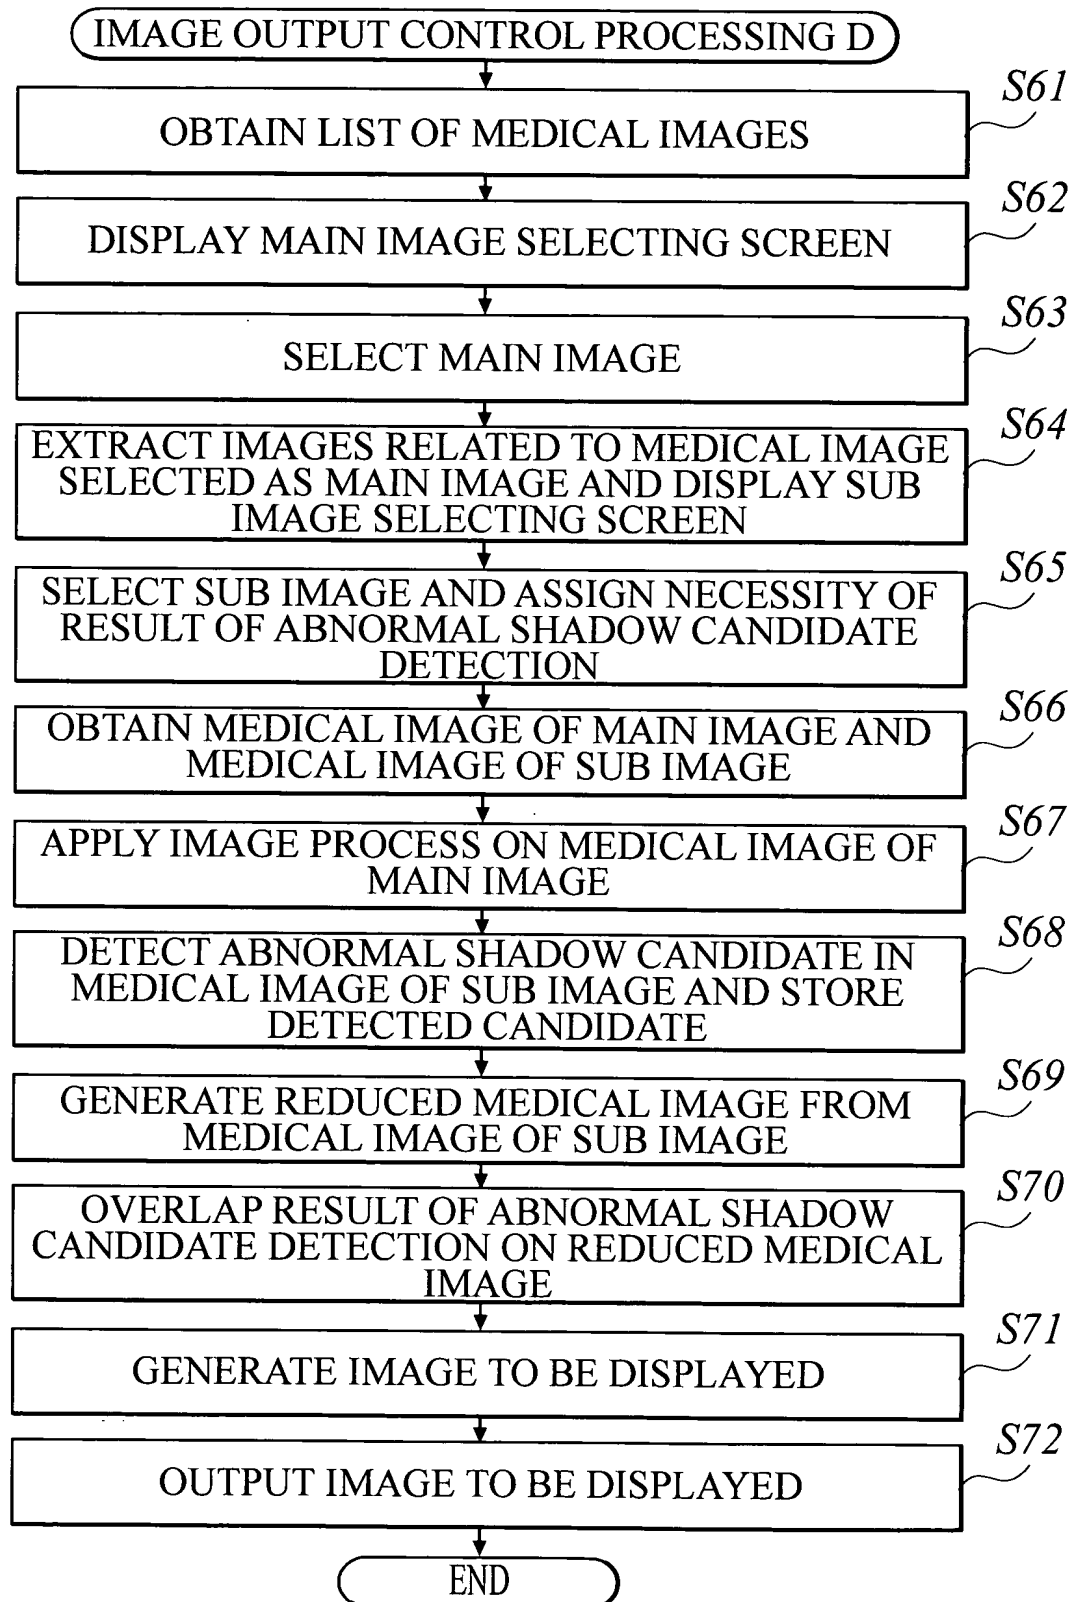 IMAGE OUTPUT CONTROL PROCESSING D
S61
OBTAIN LIST OF MEDICAL IMAGES
S62
DISPLAY MAIN IMAGE SELECTING SCREEN
S63
SELECT MAIN IMAGE
S64
EXTRACT IMAGES RELATED TO MEDICAL IMAGE
SELECTED AS MAIN IMAGE AND DISPLAY SUB
IMAGE SELECTING SCREEN
S65
SELECT SUB IMAGE AND ASSIGN NECESSITY OF
RESULT OF ABNORMAL SHADOW CANDIDATE
DETECTION
S66
OBTAIN MEDICAL IMAGE OF MAIN IMAGE AND
MEDICAL IMAGE OF SUB IMAGE
S67
APPLY IMAGE PROCESS ON MEDICAL IMAGE OF
MAIN IMAGE
S68
DETECT ABNORMAL SHADOW CANDIDATE IN
MEDICAL IMAGE OF SUB IMAGE AND STORE
DETECTED CANDIDATE
S69
GENERATE REDUCED MEDICAL IMAGE FROM
MEDICAL IMAGE OF SUB IMAGE
S70
OVERLAP RESULT OF ABNORMAL SHADOW
CANDIDATE DETECTION ON REDUCED MEDICAL
IMAGE
S71
GENERATE IMAGE TO BE DISPLAYED
S72
OUTPUT IMAGE TO BE DISPLAYED
END